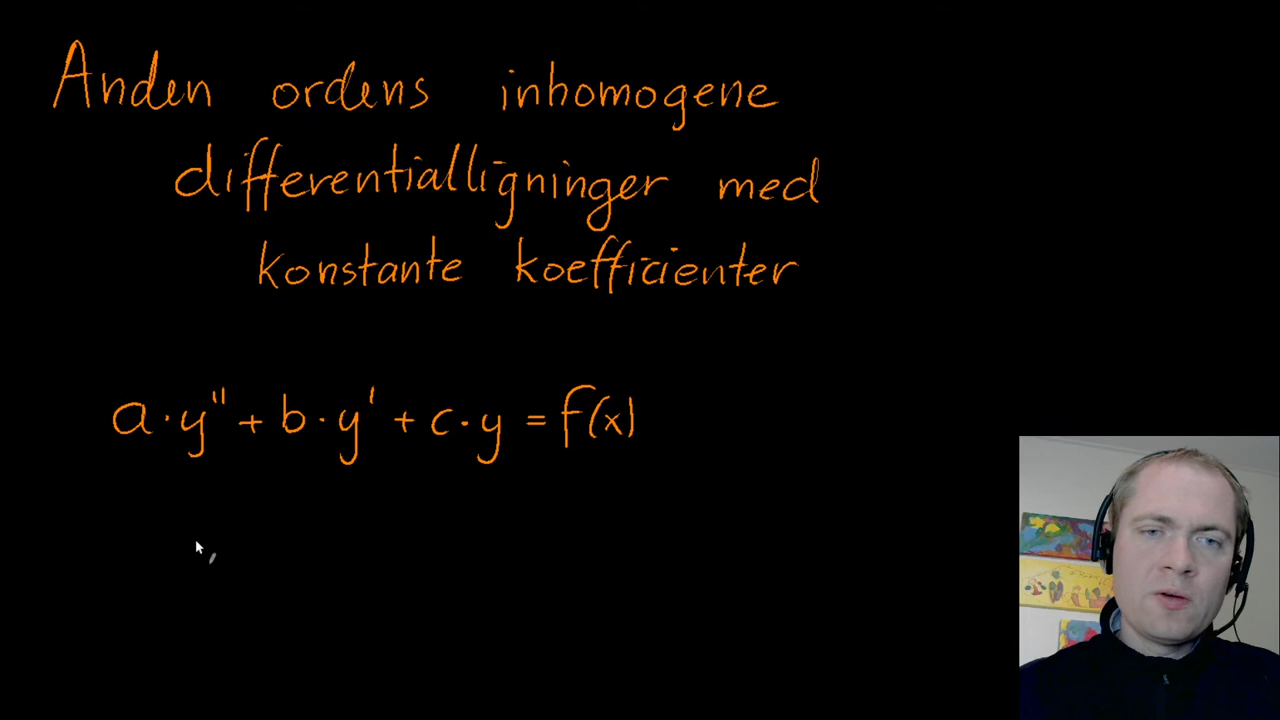 Anden ordens inhomogene
differentialligninger med
konstante koefficienter
a · y'' + b · y' + c · y = f(x)